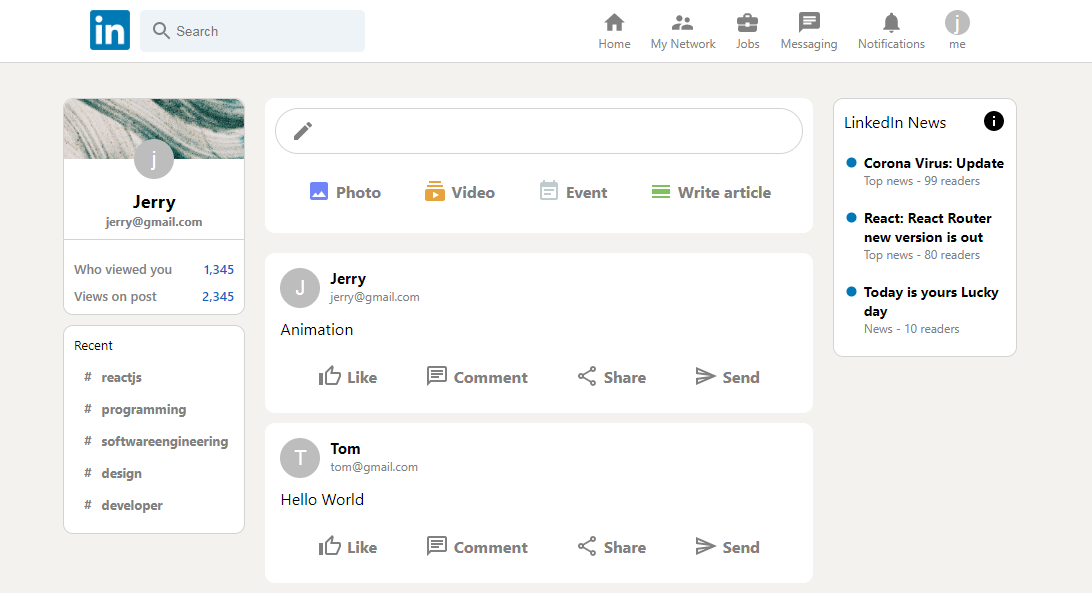 in
Search
Home
My Network
Jobs
Messaging
Notifications
j
me
j
Jerry
jerry@gmail.com
Who viewed you 1,345
Views on post 2,345
Recent
# reactjs
# programming
# softwareengineering
# design
# developer
Photo
Video
Event
Write article
J
Jerry
jerry@gmail.com
Animation
Like
Comment
Share
Send
T
Tom
tom@gmail.com
Hello World
Like
Comment
Share
Send
LinkedIn News
i
Corona Virus: Update
Top news - 99 readers
React: React Router
new version is out
Top news - 80 readers
Today is yours Lucky
day
News - 10 readers